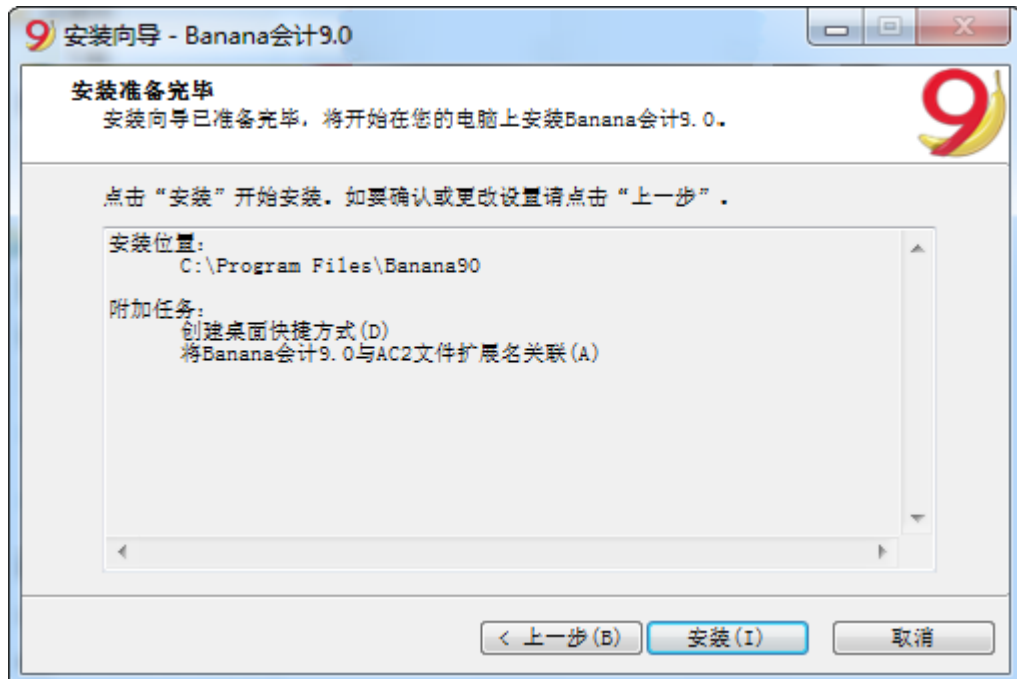 9 安装向导 - Banana会计9.0
安装准备完毕
安装向导已准备完毕，将开始在您的电脑上安装Banana会计9.0。
9
点击“安装”开始安装。如要确认或更改设置请点击“上一步”.
安装位置：
C:\Program Files\Banana90
附加任务：
创建桌面快捷方式(D)
将Banana会计9.0与AC2文件扩展名关联(A)
< 上一步(B) 安装(I) 取消